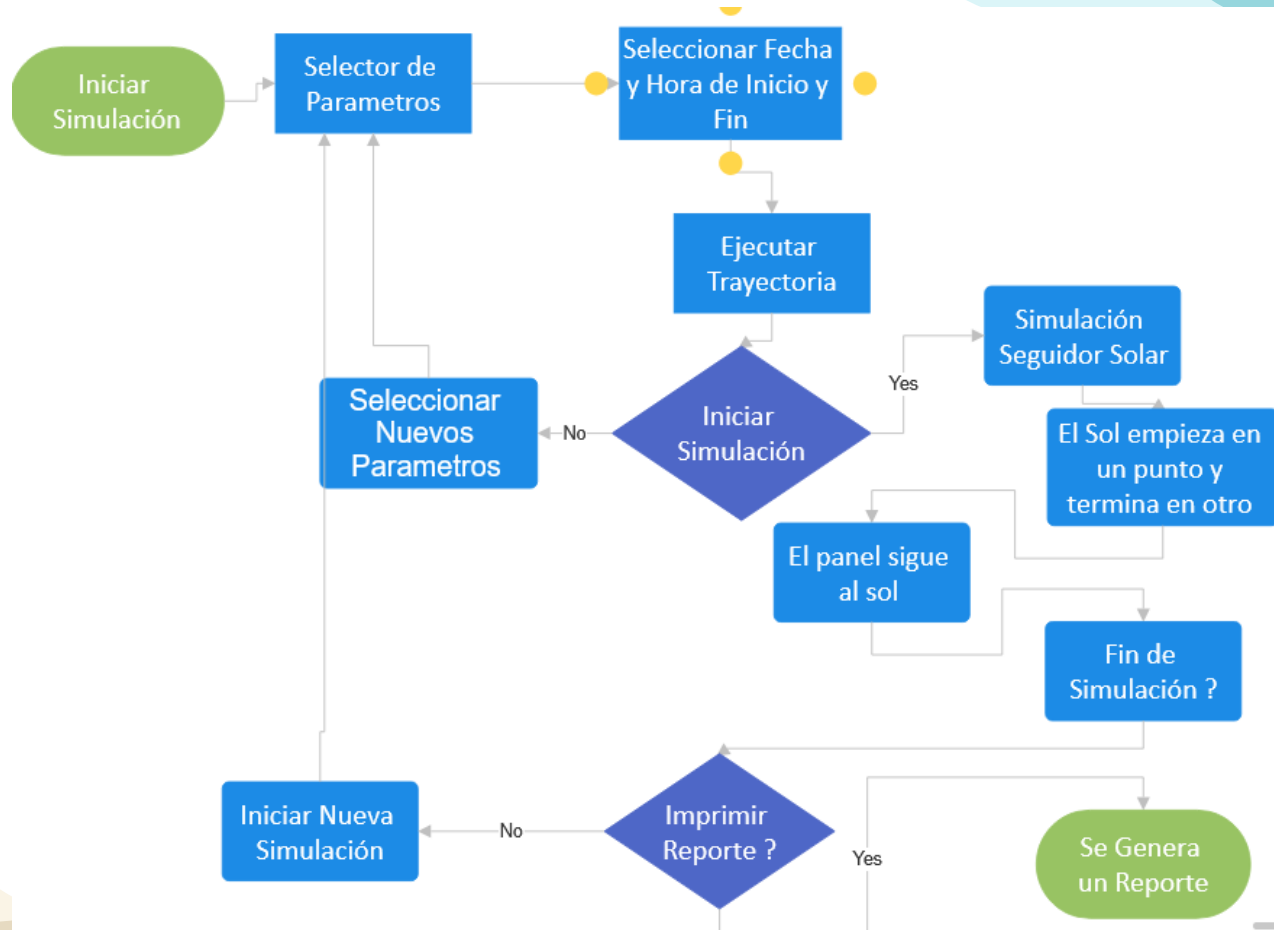 Iniciar
Simulación
Selector de
Parametros
Seleccionar Fecha
y Hora de Inicio y
Fin
Ejecutar
Trayectoria
Iniciar
Simulación
Yes
No
Seleccionar
Nuevos
Parametros
Simulación
Seguidor Solar
El Sol empieza en
un punto y
termina en otro
El panel sigue
al sol
Fin de
Simulación ?
Imprimir
Reporte ?
No
Iniciar Nueva
Simulación
Yes
Se Genera
un Reporte